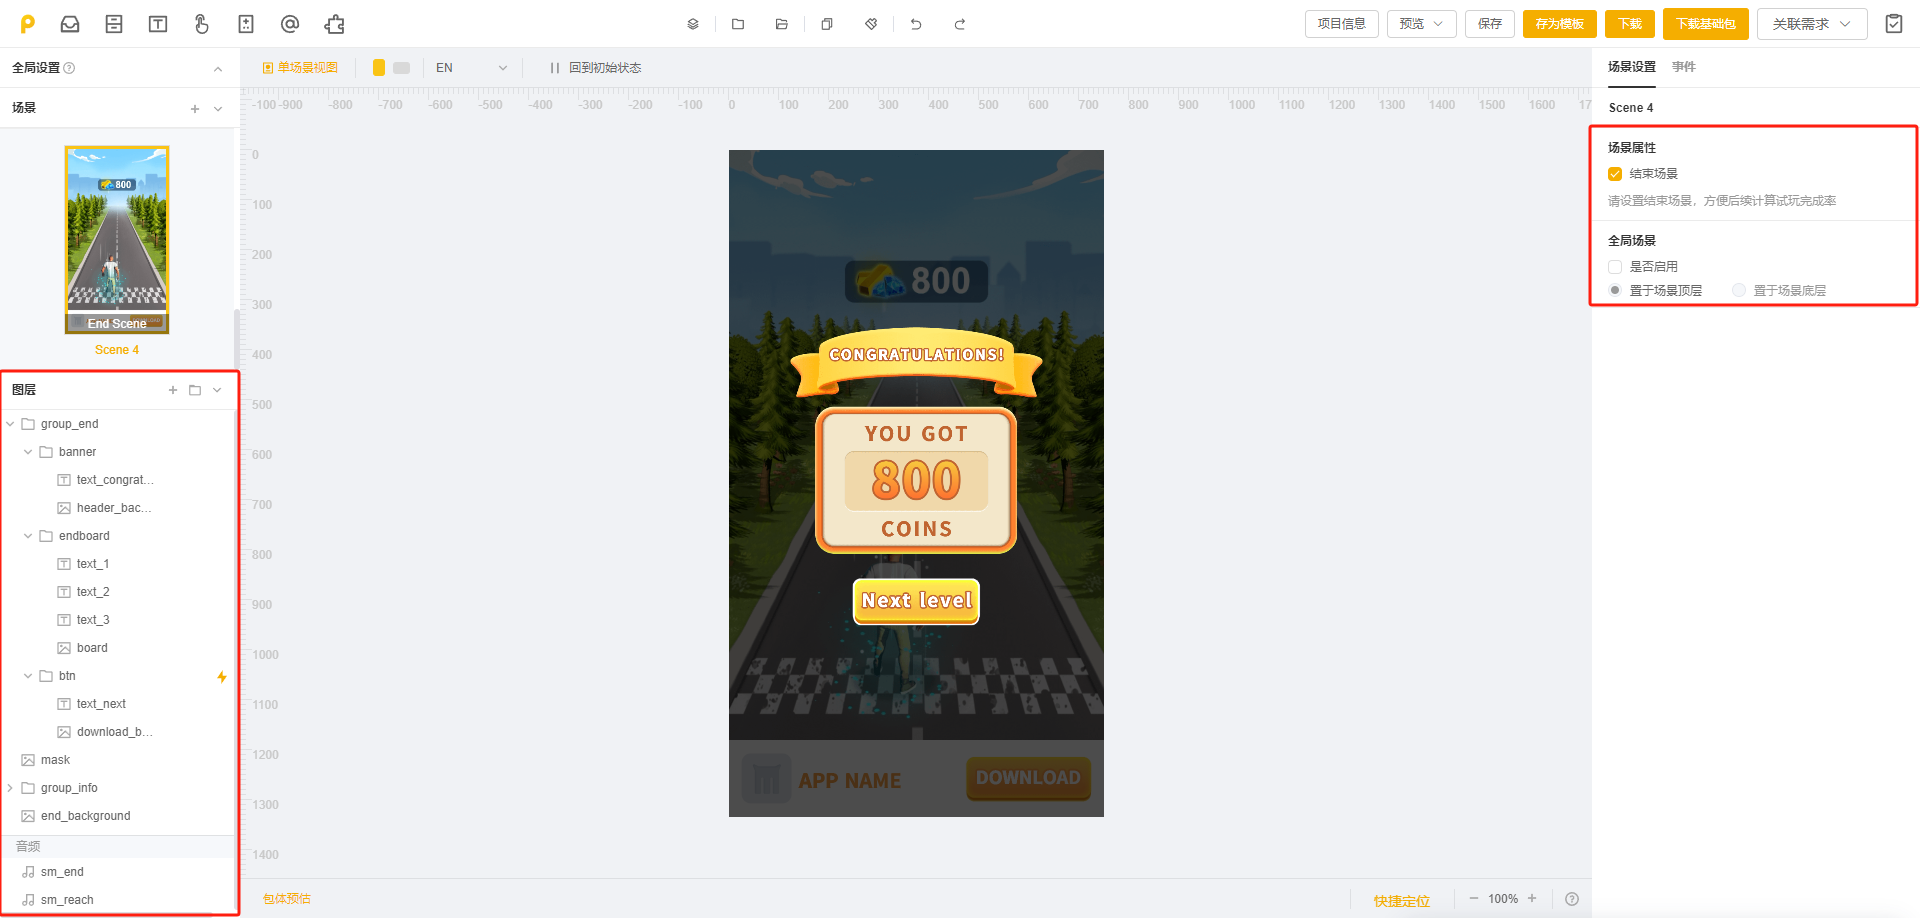 项目信息
预览
保存
存为模板
下载
下载基础包
关联需求
全局设置
场景
800
End Scene
Scene 4
图层
group_end
banner
text_congrat...
header_bac...
endboard
text_1
text_2
text_3
board
btn
text_next
download_b...
mask
group_info
end_background
音频
sm_end
sm_reach
单场景视图
EN
回到初始状态
-100 -900 -800 -700 -600 -500 -400 -300 -200 -100 0 100 200 300 400 500 600 700 800 900 1000 1100 1200 1300 1400 1500 1600 17
0
100
200
300
400
500
600
700
800
900
1000
1100
1200
1300
1400
800
CONGRATULATIONS!
YOU GOT
800
COINS
Next level
APP NAME
DOWNLOAD
包体预估
快捷定位
100%
场景设置
事件
Scene 4
场景属性
结束场景
请设置结束场景，方便后续计算试玩完成率
全局场景
是否启用
置于场景顶层
置于场景底层